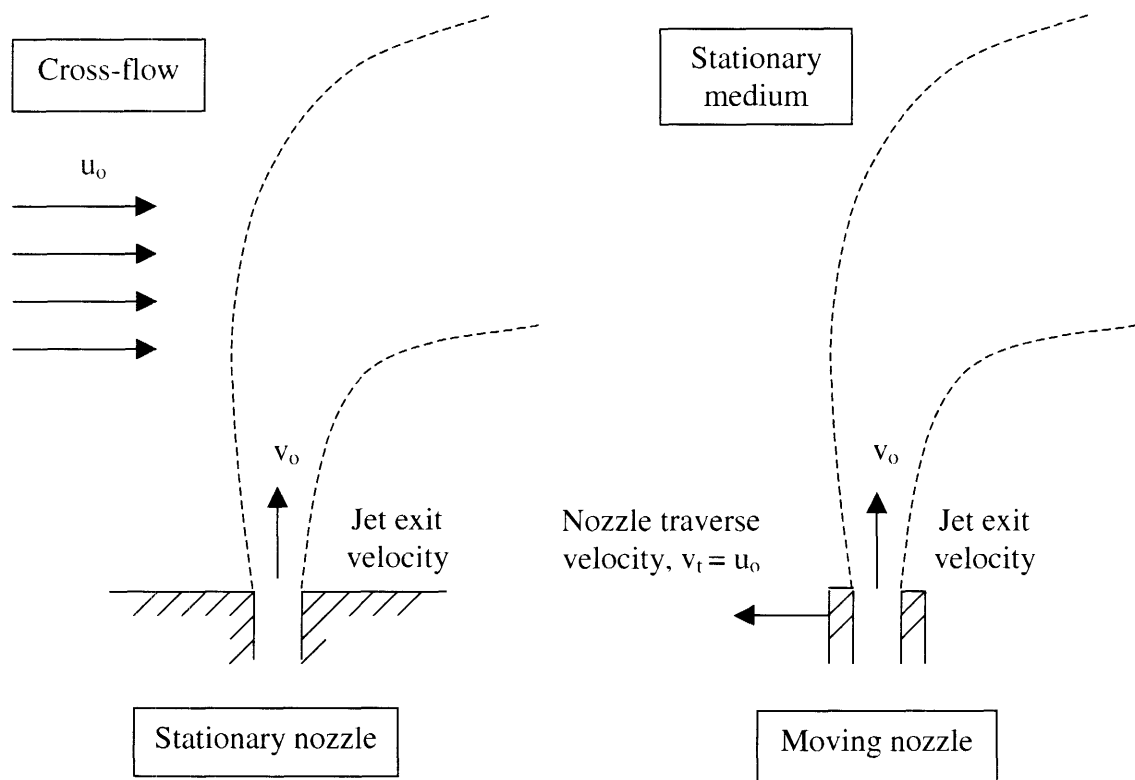 Cross-flow
u₀
v₀
Jet exit
velocity
Stationary nozzle
Stationary
medium
v₀
Nozzle traverse
velocity, vₜ = u₀
Jet exit
velocity
Moving nozzle